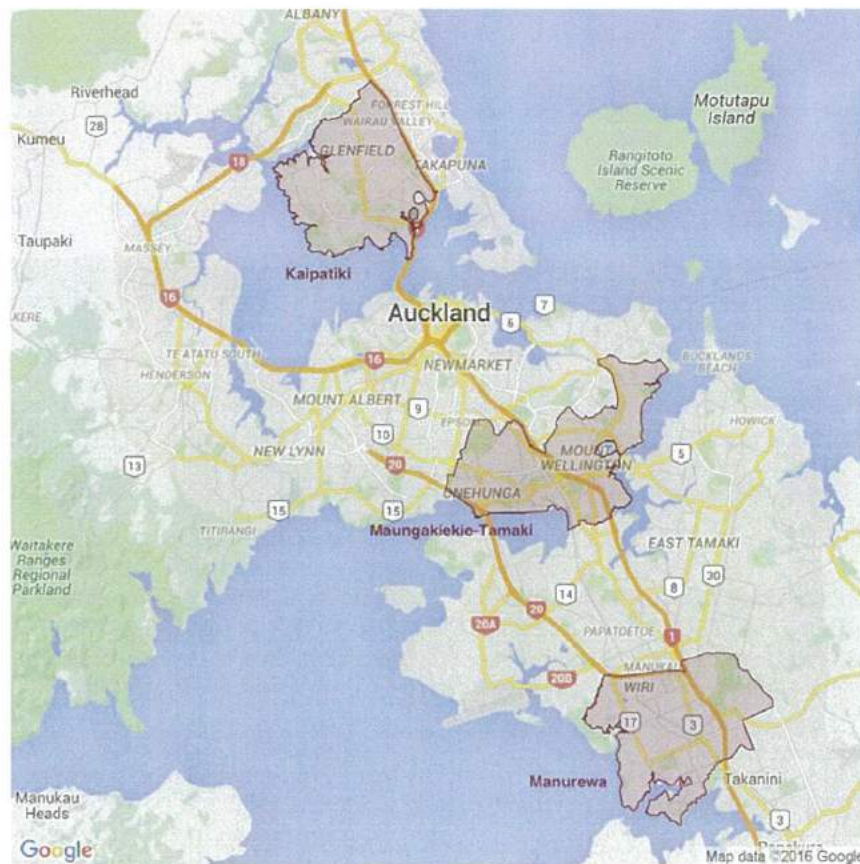 ALBANY
Riverhead
28
Kumeu
FORREST HILL
WAIRAU VALLEY
GLENFIELD
TAKAPUNA
18
Motutapu
Island
Rangitoto
Island Scenic
Reserve
Taupaki
MASSEY
Kaipatiki
16
Auckland
7
6
KERE
TE ATATU SOUTH
16
NEWMARKET
BUCKLANDS
BEACH
HENDERSON
MOUNT ALBERT
9
EPSOM
HOWICK
10
NEW LYNN
MOUNT
WELLINGTON
5
13
20
ONEHUNGA
15
15
TITIRANGI
Maungakiekie-Tamaki
EAST TAMAKI
Waitakere
Ranges
Regional
Parkland
8
30
14
20
20A
PAPATOETOE
1
20B
MANUKAU
WIRI
17
3
Manurewa
Takanini
Manukau
Heads
3
Papakura
Google
Map data ©2016 Google